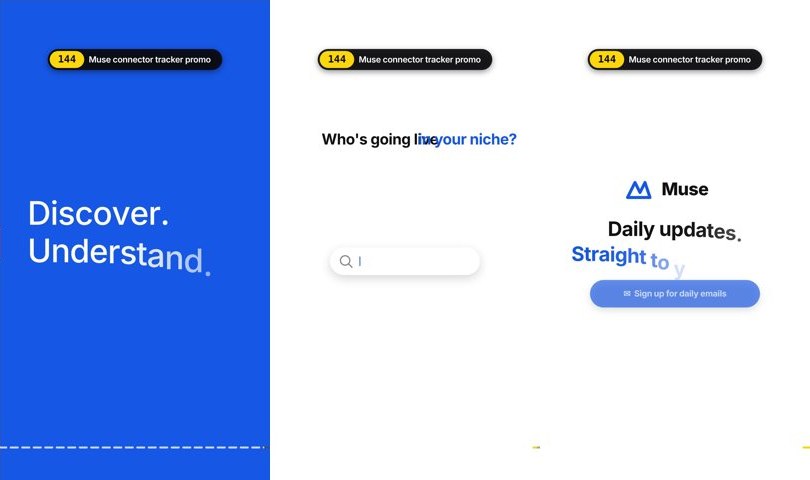 144 Muse connector tracker promo
Discover.
Understand.
144 Muse connector tracker promo
Who's going live in your niche?
144 Muse connector tracker promo
Muse
Daily updates.
Straight to y
✉ Sign up for daily emails